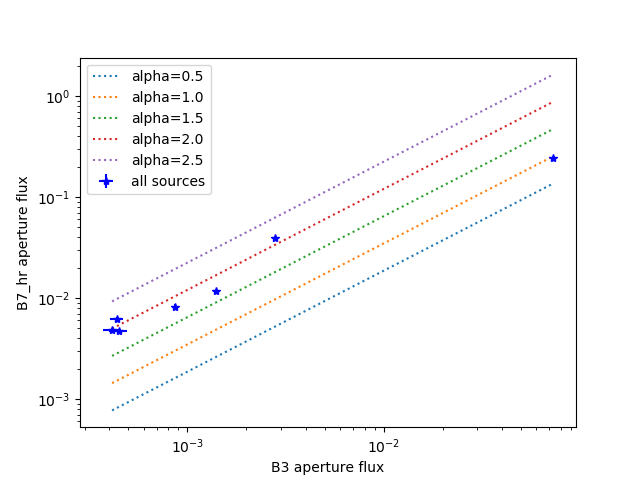 alpha=0.5
alpha=1.0
alpha=1.5
alpha=2.0
alpha=2.5
all sources
10⁰
10⁻¹
10⁻²
10⁻³
B7_hr aperture flux
10⁻³ 10⁻²
B3 aperture flux